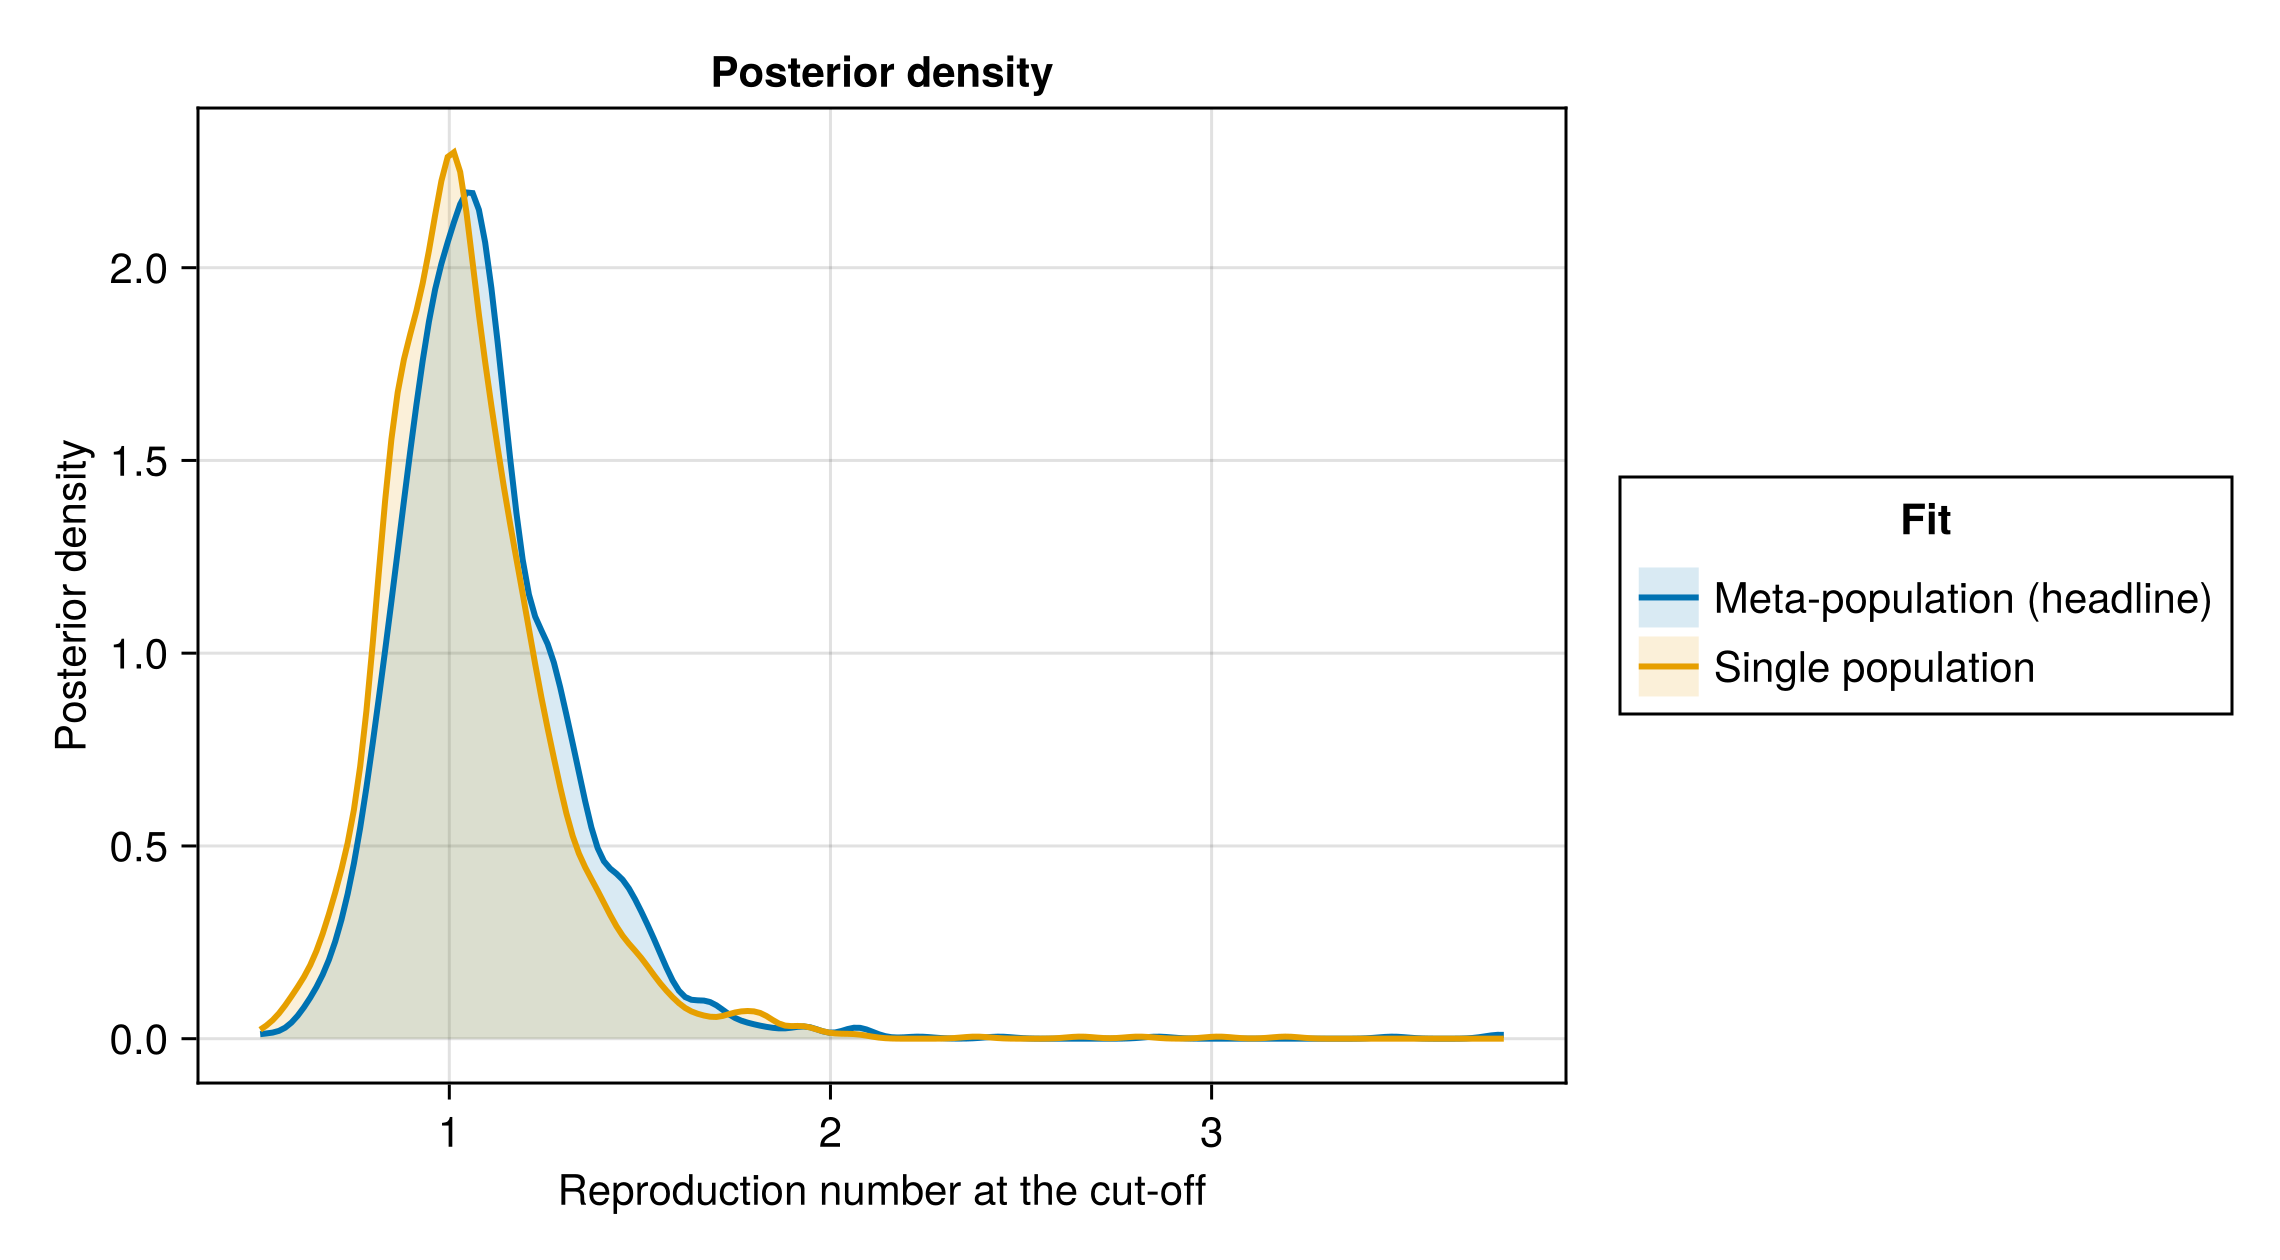 Posterior density
Posterior density
2.0
1.5
1.0
0.5
0.0
1
2
3
Reproduction number at the cut-off
Fit
Meta-population (headline)
Single population